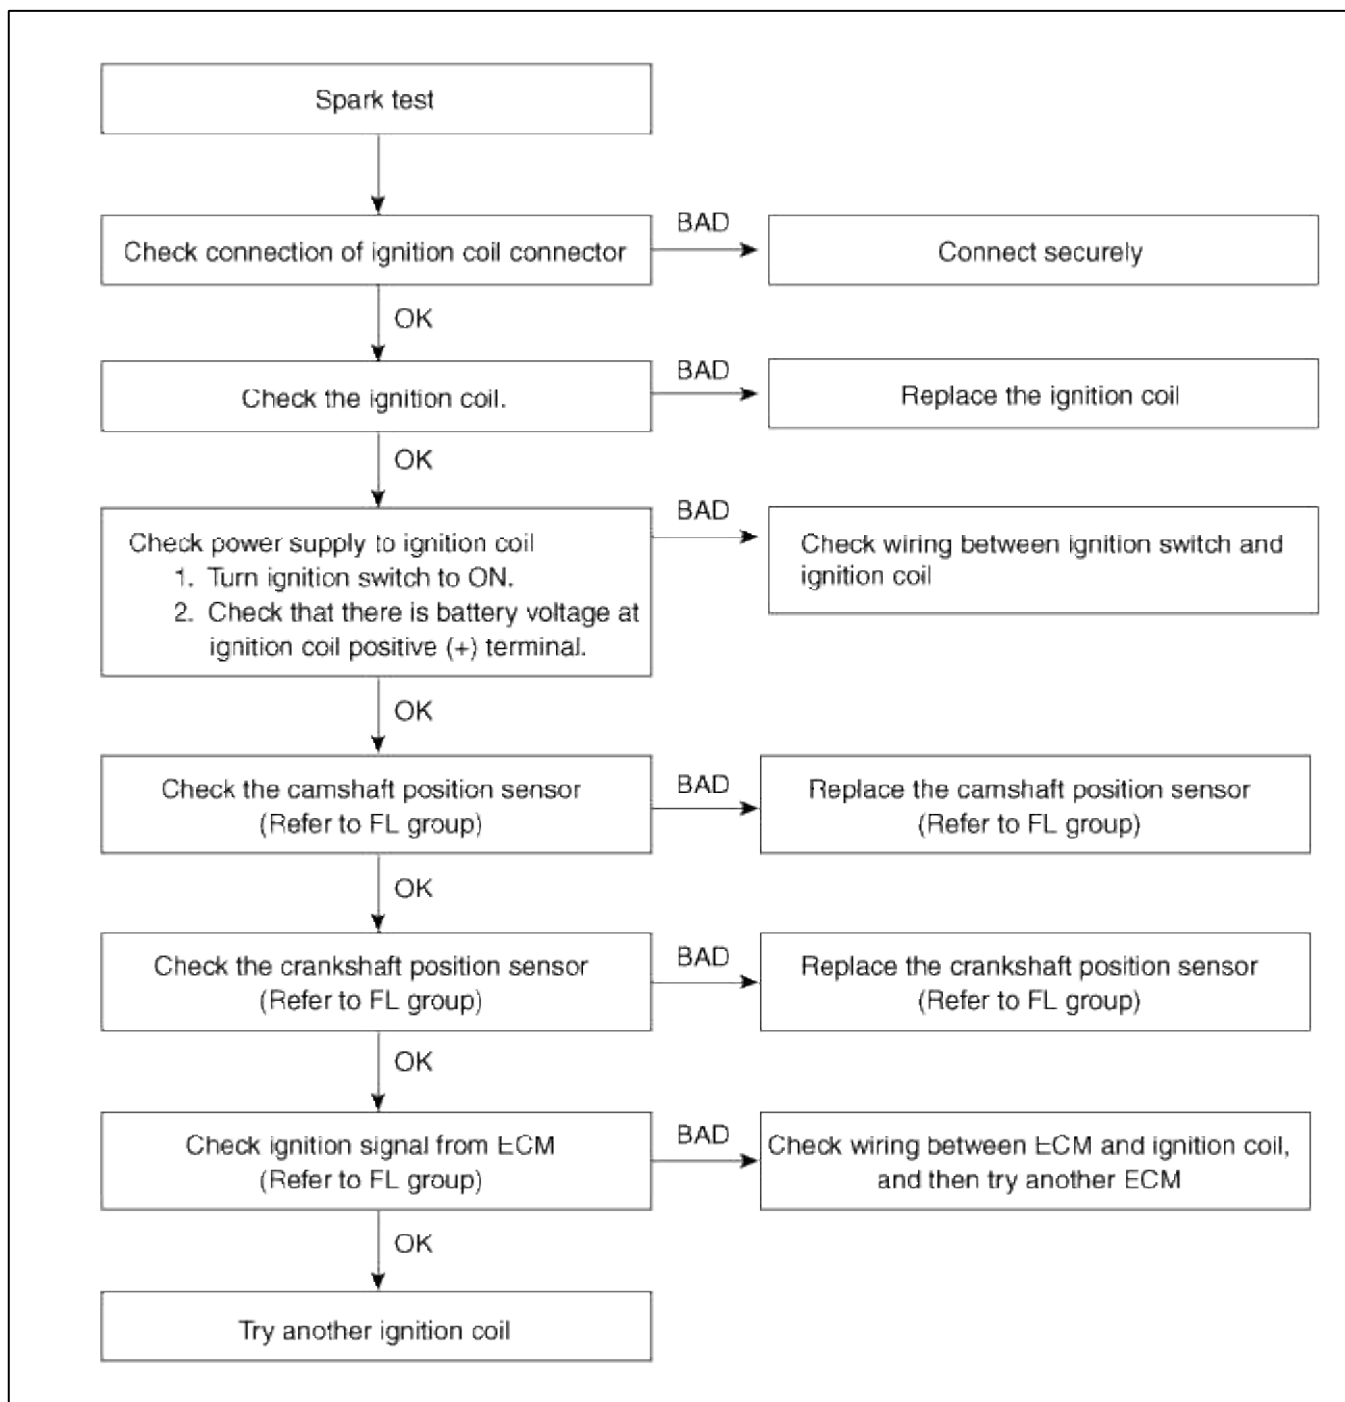 Spark test
Check connection of ignition coil connector
BAD
Connect securely
OK
Check the ignition coil.
BAD
Replace the ignition coil
OK
Check power supply to ignition coil
1. Turn ignition switch to ON.
2. Check that there is battery voltage at
ignition coil positive (+) terminal.
BAD
Check wiring between ignition switch and
ignition coil
OK
Check the camshaft position sensor
(Refer to FL group)
BAD
Replace the camshaft position sensor
(Refer to FL group)
OK
Check the crankshaft position sensor
(Refer to FL group)
BAD
Replace the crankshaft position sensor
(Refer to FL group)
OK
Check ignition signal from ECM
(Refer to FL group)
BAD
Check wiring between ECM and ignition coil,
and then try another ECM
OK
Try another ignition coil